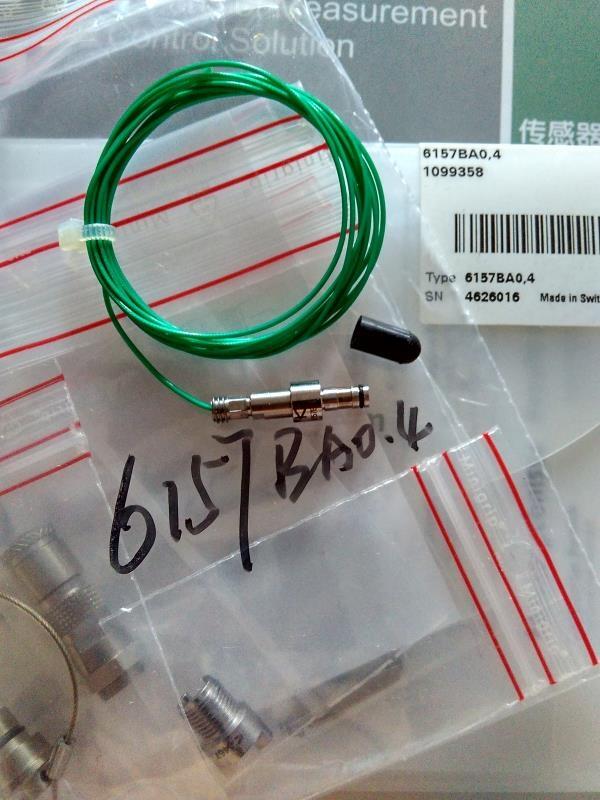 Measurement
Control Solution
传感器
6157BA0,4
1099358
Type 6157BA0,4
SN 4626016 Made in Swit
6157BA0.4
Minigrip